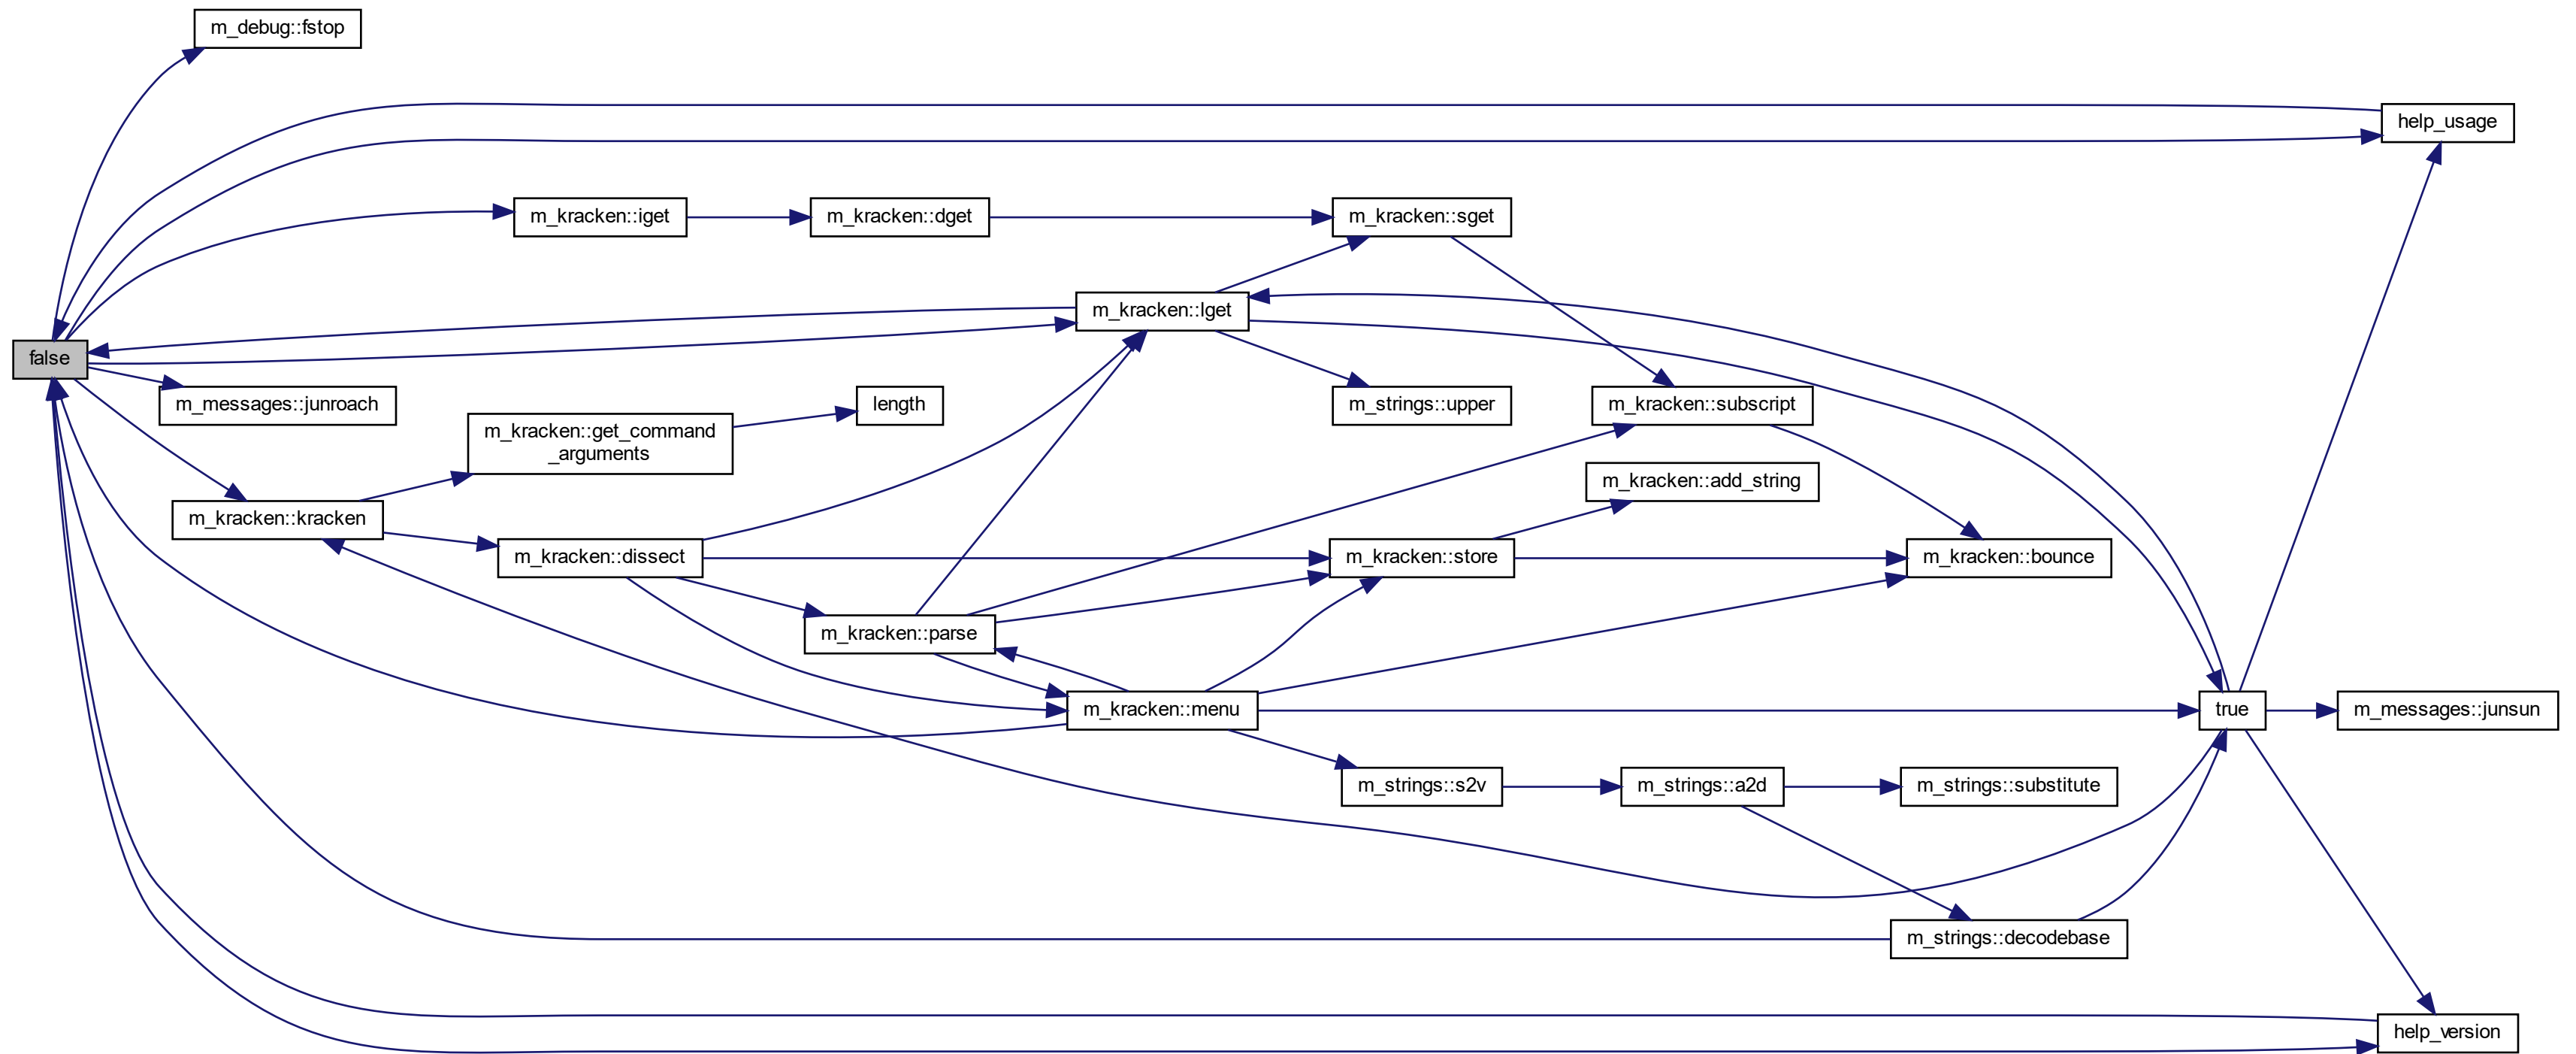 m_debug::fstop
help_usage
m_kracken::iget
m_kracken::dget
m_kracken::sget
m_kracken::lget
false
m_messages::junroach
length
m_strings::upper
m_kracken::subscript
m_kracken::get_command
_arguments
m_kracken::add_string
m_kracken::kracken
m_kracken::dissect
m_kracken::store
m_kracken::bounce
m_kracken::parse
m_kracken::menu
true
m_messages::junsun
m_strings::s2v
m_strings::a2d
m_strings::substitute
m_strings::decodebase
help_version